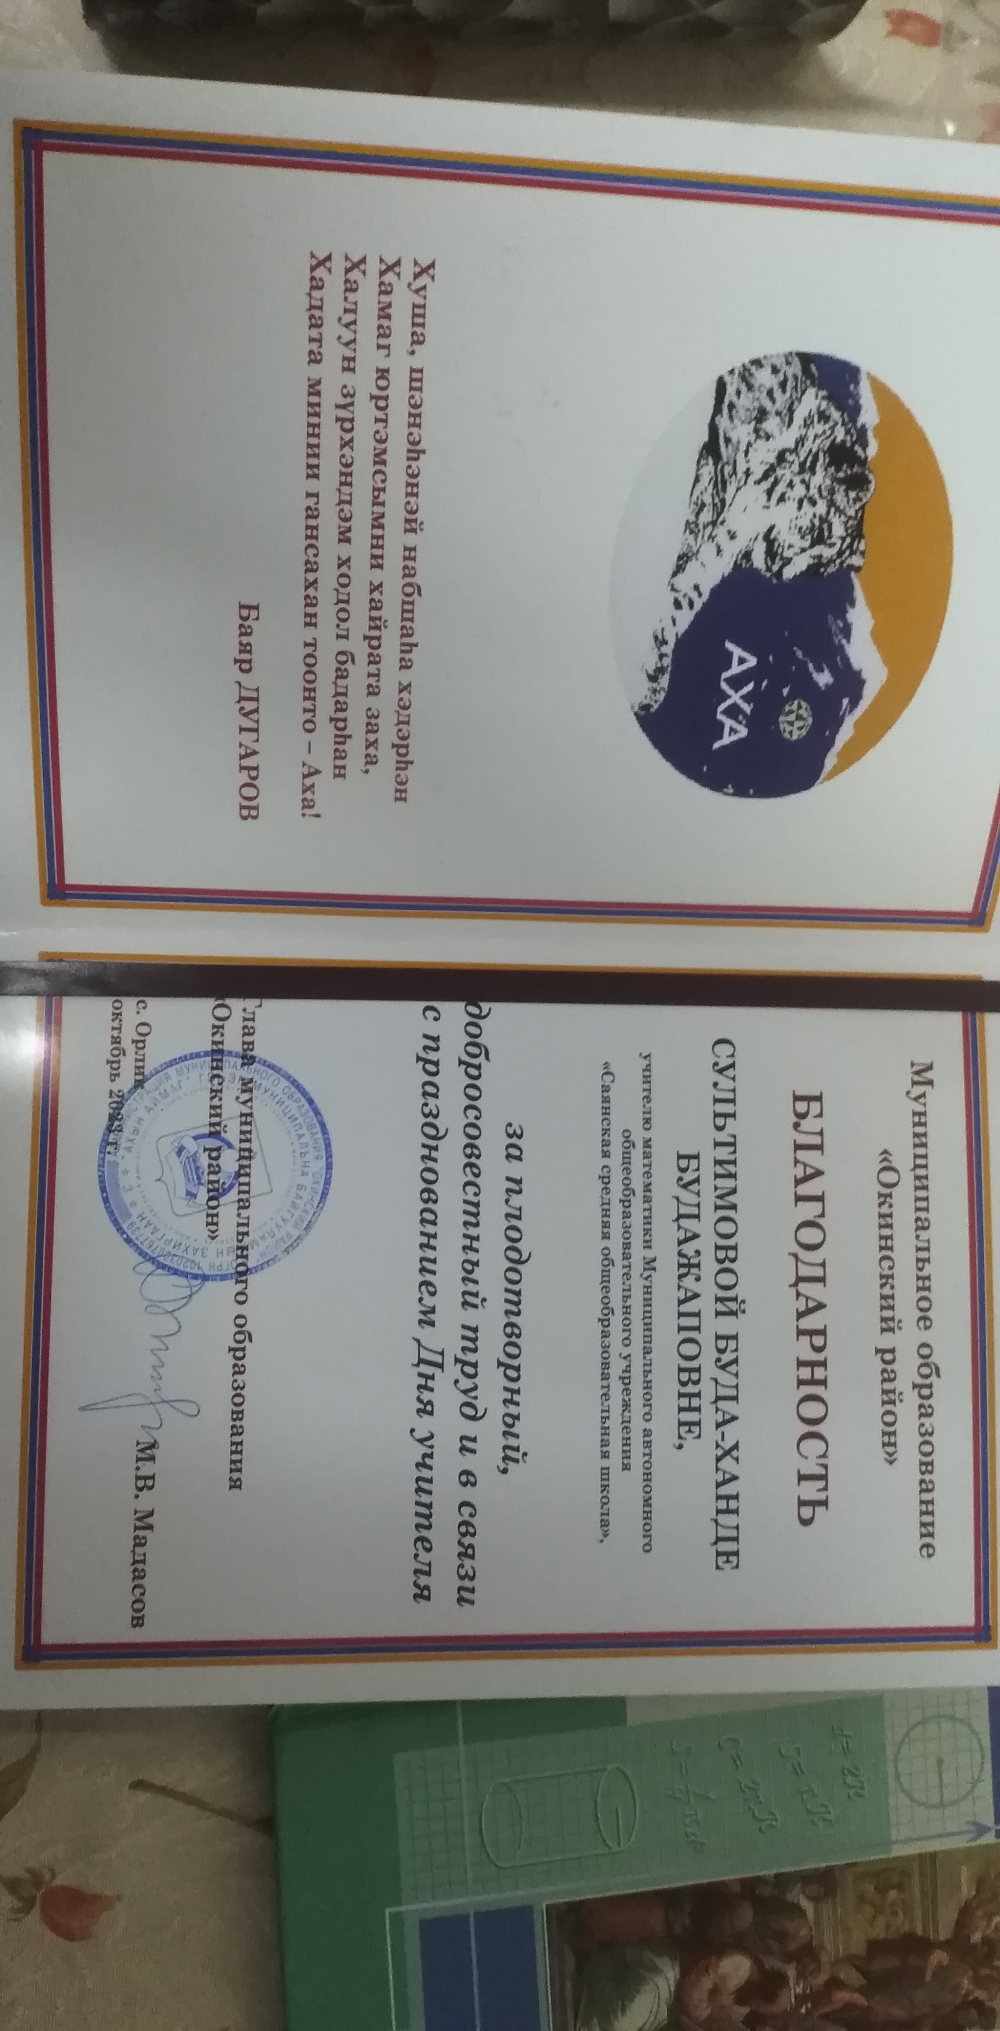 АХА
Хуша, шэнэһэнэй набшаһа хэдэрһэн
Хамаг юртэмсымни хайрата заха,
Халуун зүрхэндэм ходол бадарһан
Хадата минии гансахан тоонто – Аха!
Баяр ДУГАРОВ
Муниципальное образование
«Окинский район»
БЛАГОДАРНОСТЬ
СУЛЬТИМОВОЙ БУДА-ХАНДЕ
БУДАЖАПОВНЕ,
учителю математики Муниципального автономного
общеобразовательного учреждения
«Саянская средняя общеобразовательная школа»,
за плодотворный,
добросовестный труд и в связи
с празднованием Дня учителя
Глава муниципального образования
«Окинский район»
М.В. Мадасов
с. Орлик
октябрь 2023 г.